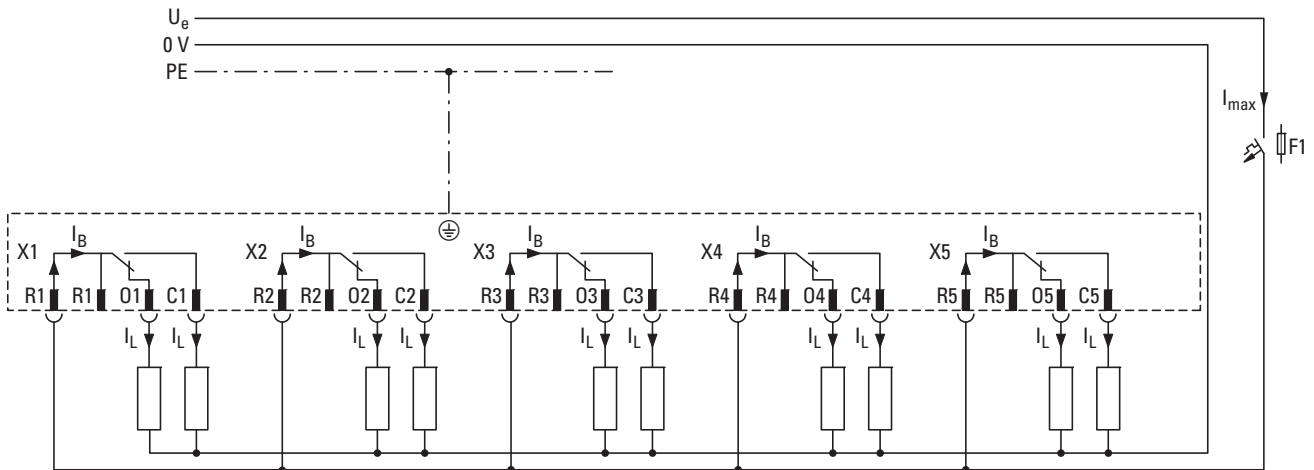 Ue
0 V
PE
Imax
F1
X1 IB X2 IB X3 IB X4 IB X5 IB
R1 R1 O1 C1 R2 R2 O2 C2 R3 R3 O3 C3 R4 R4 O4 C4 R5 R5 O5 C5
IL IL IL IL IL IL IL IL IL IL